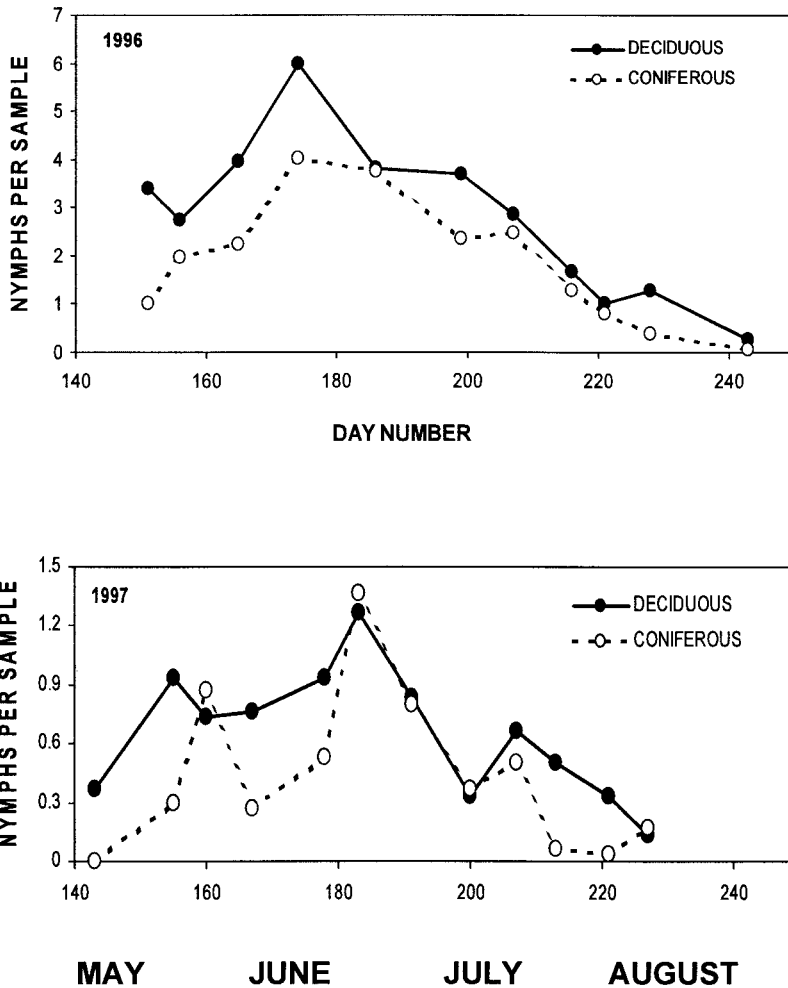 7
1996
DECIDUOUS
6
CONIFEROUS
5
4
3
2
1
0
NYMPHS PER SAMPLE
140 160 180 200 220 240
DAY NUMBER
1.5
1997
DECIDUOUS
1.2
CONIFEROUS
0.9
0.6
0.3
0
NYMPHS PER SAMPLE
140 160 180 200 220 240
MAY JUNE JULY AUGUST